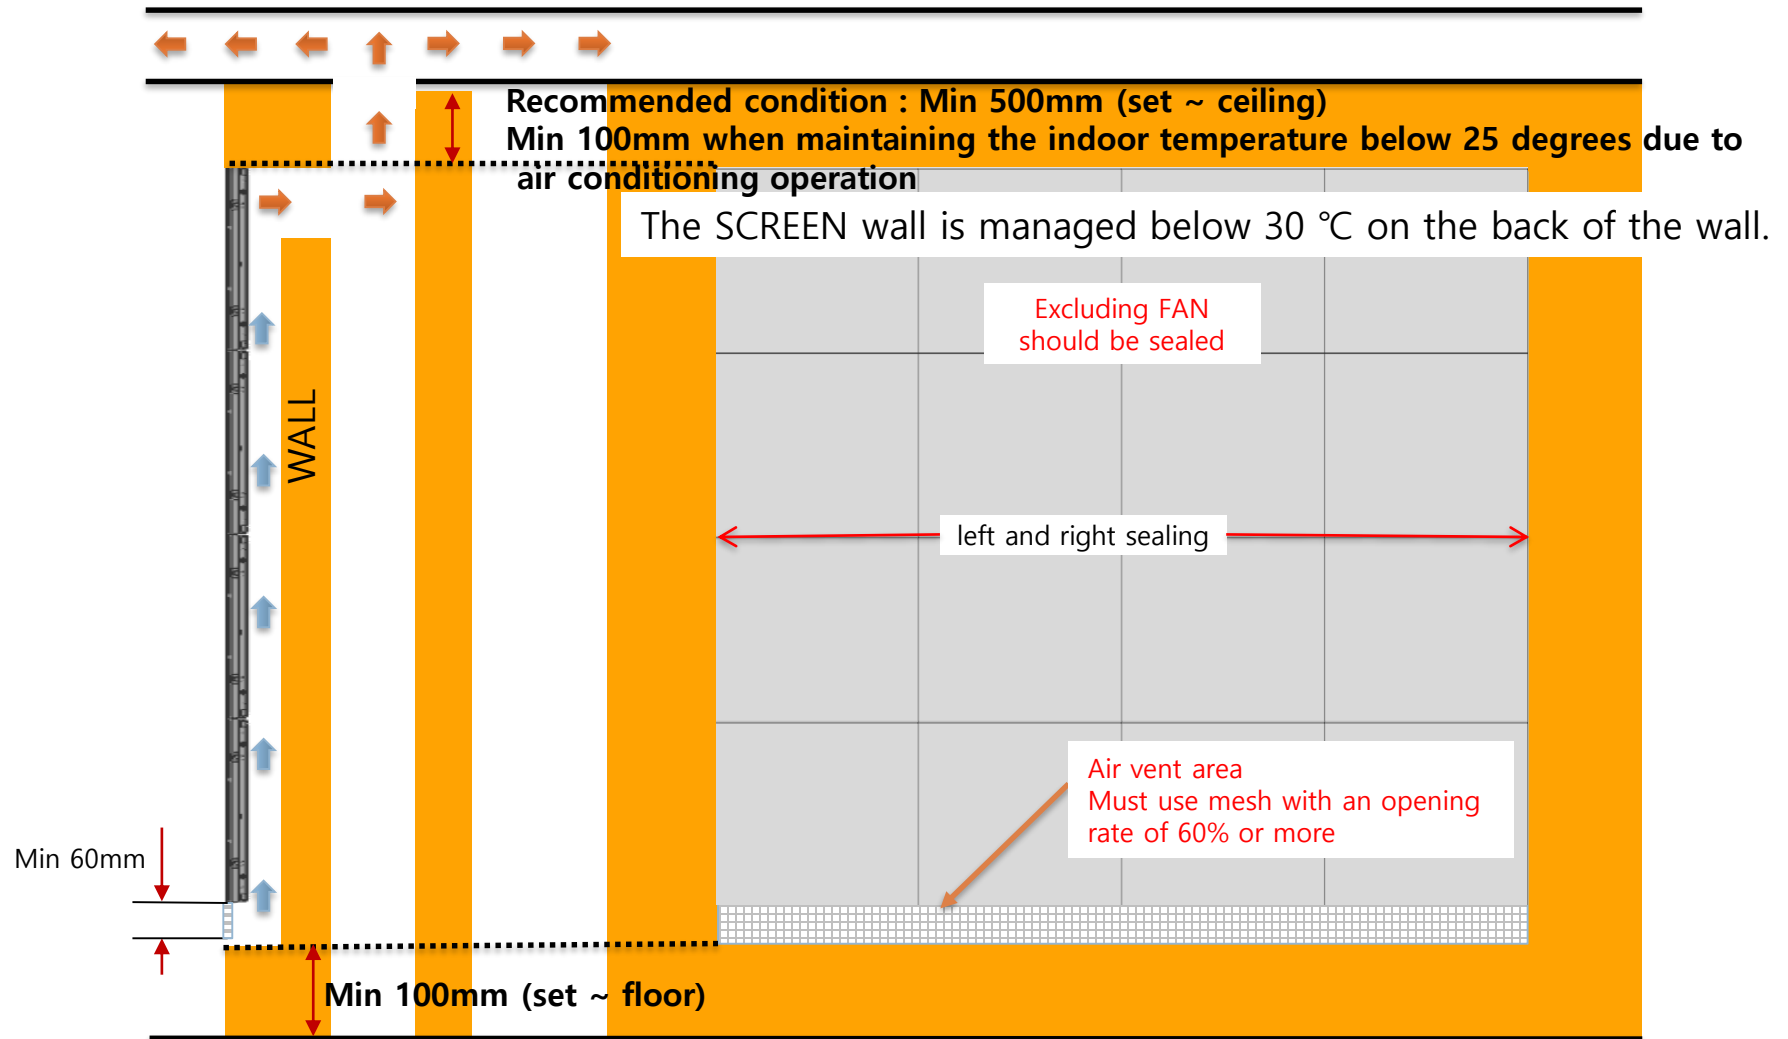 Recommended condition : Min 500mm (set ~ ceiling)
Min 100mm when maintaining the indoor temperature below 25 degrees due to
air conditioning operation
The SCREEN wall is managed below 30 ℃ on the back of the wall.
Excluding FAN
should be sealed
WALL
left and right sealing
Air vent area
Must use mesh with an opening
rate of 60% or more
Min 60mm
Min 100mm (set ~ floor)